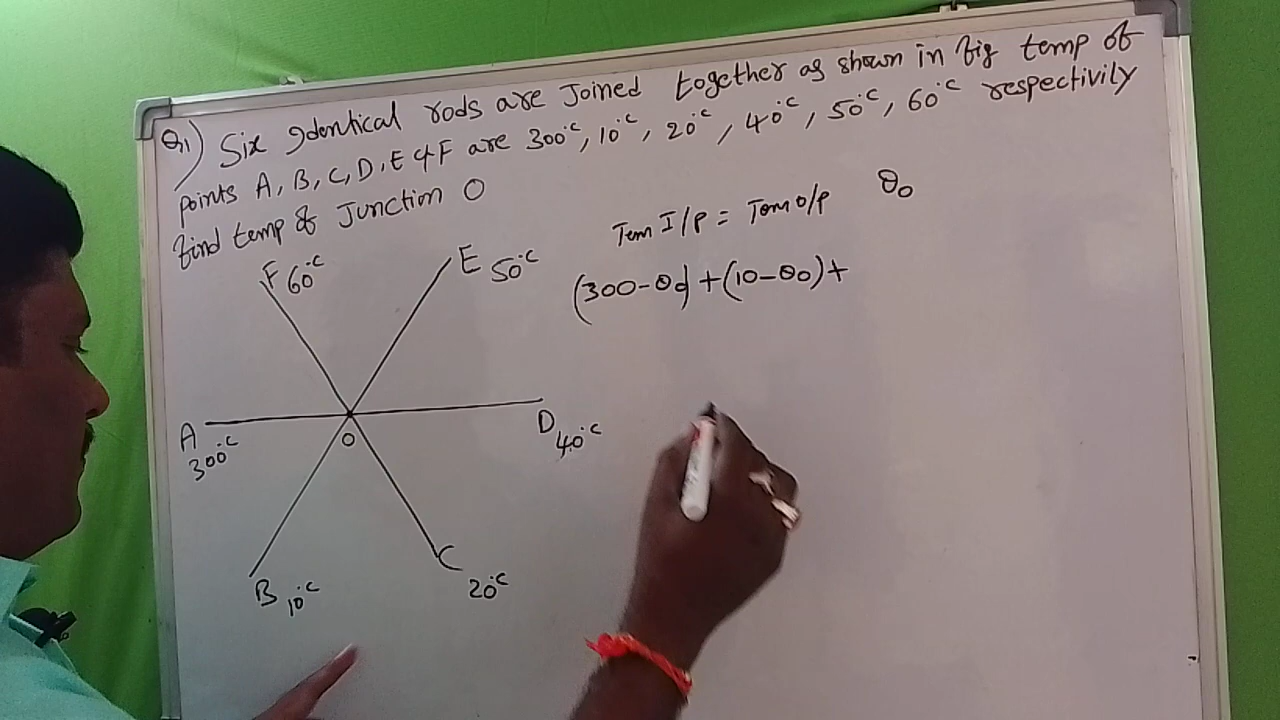 Q1) Six Identical rods are Joined together as shown in fig temp of
points A, B, C, D, E & F are 300°C, 10°C, 20°C, 40°C, 50°C, 60°C respectivily
find temp of Junction O
Tem I/P = Tem O/P θ₀
(300-θ₀) + (10-θ₀) +
F 60°C
E 50°C
A 300°C
O
D 40°C
B 10°C
C 20°C